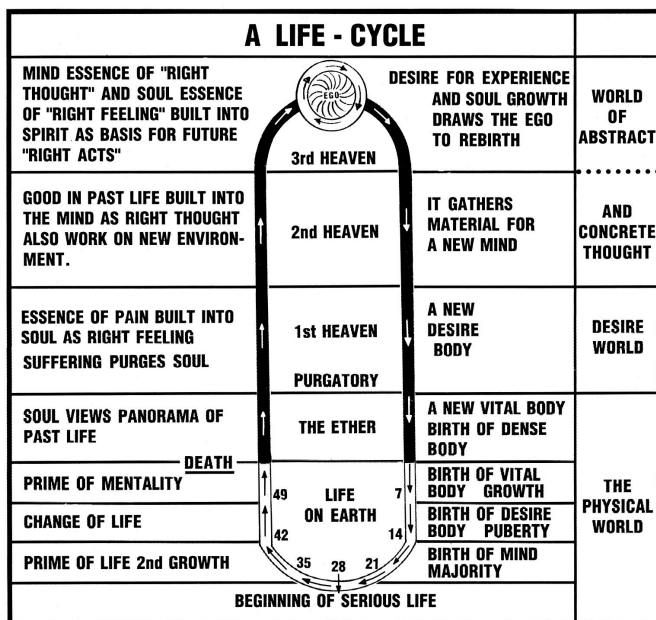 A LIFE - CYCLE
MIND ESSENCE OF "RIGHT
THOUGHT" AND SOUL ESSENCE
OF "RIGHT FEELING" BUILT INTO
SPIRIT AS BASIS FOR FUTURE
"RIGHT ACTS"
EGO
3rd HEAVEN
DESIRE FOR EXPERIENCE
AND SOUL GROWTH
DRAWS THE EGO
TO REBIRTH
WORLD
OF
ABSTRACT
GOOD IN PAST LIFE BUILT INTO
THE MIND AS RIGHT THOUGHT
ALSO WORK ON NEW ENVIRON-
MENT.
2nd HEAVEN
IT GATHERS
MATERIAL FOR
A NEW MIND
AND
CONCRETE
THOUGHT
ESSENCE OF PAIN BUILT INTO
SOUL AS RIGHT FEELING
SUFFERING PURGES SOUL
1st HEAVEN
PURGATORY
A NEW
DESIRE
BODY
DESIRE
WORLD
SOUL VIEWS PANORAMA OF
PAST LIFE
THE ETHER
A NEW VITAL BODY
BIRTH OF DENSE
BODY
DEATH
PRIME OF MENTALITY
49
LIFE
ON EARTH
7
BIRTH OF VITAL
BODY GROWTH
THE
PHYSICAL
WORLD
CHANGE OF LIFE
42
14
BIRTH OF DESIRE
BODY PUBERTY
PRIME OF LIFE 2nd GROWTH
35
28
21
BIRTH OF MIND
MAJORITY
BEGINNING OF SERIOUS LIFE